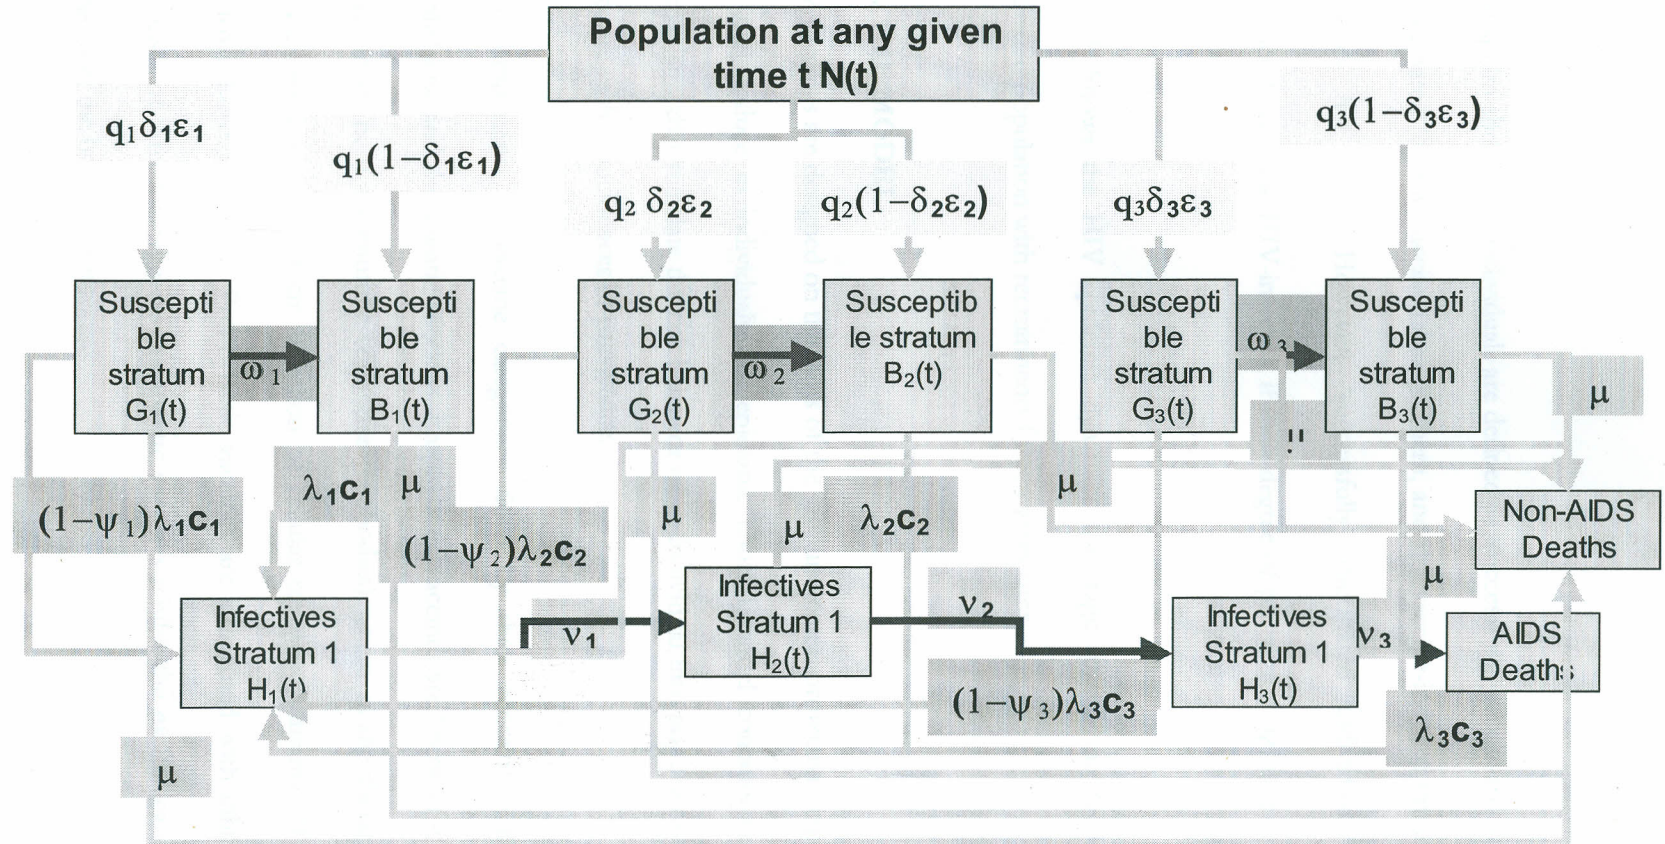 Population at any given
time t N(t)
q₁δ₁ε₁
q₁(1−δ₁ε₁)
q₂ δ₂ε₂
q₂(1−δ₂ε₂)
q₃δ₃ε₃
q₃(1−δ₃ε₃)
Suscepti
ble
stratum
G₁(t)
ω₁
Suscepti
ble
stratum
B₁(t)
Suscepti
ble
stratum
G₂(t)
ω₂
Susceptib
le stratum
B₂(t)
Suscepti
ble
stratum
G₃(t)
ω₃
Suscepti
ble
stratum
B₃(t)
μ
(1−ψ₁)λ₁c₁
λ₁c₁
μ
(1−ψ₂)λ₂c₂
μ
μ
λ₂c₂
μ
μ
Non-AIDS
Deaths
Infectives
Stratum 1
H₁(t)
ν₁
Infectives
Stratum 1
H₂(t)
ν₂
Infectives
Stratum 1
H₃(t)
ν₃
AIDS
Deaths
(1−ψ₃)λ₃c₃
λ₃c₃
μ